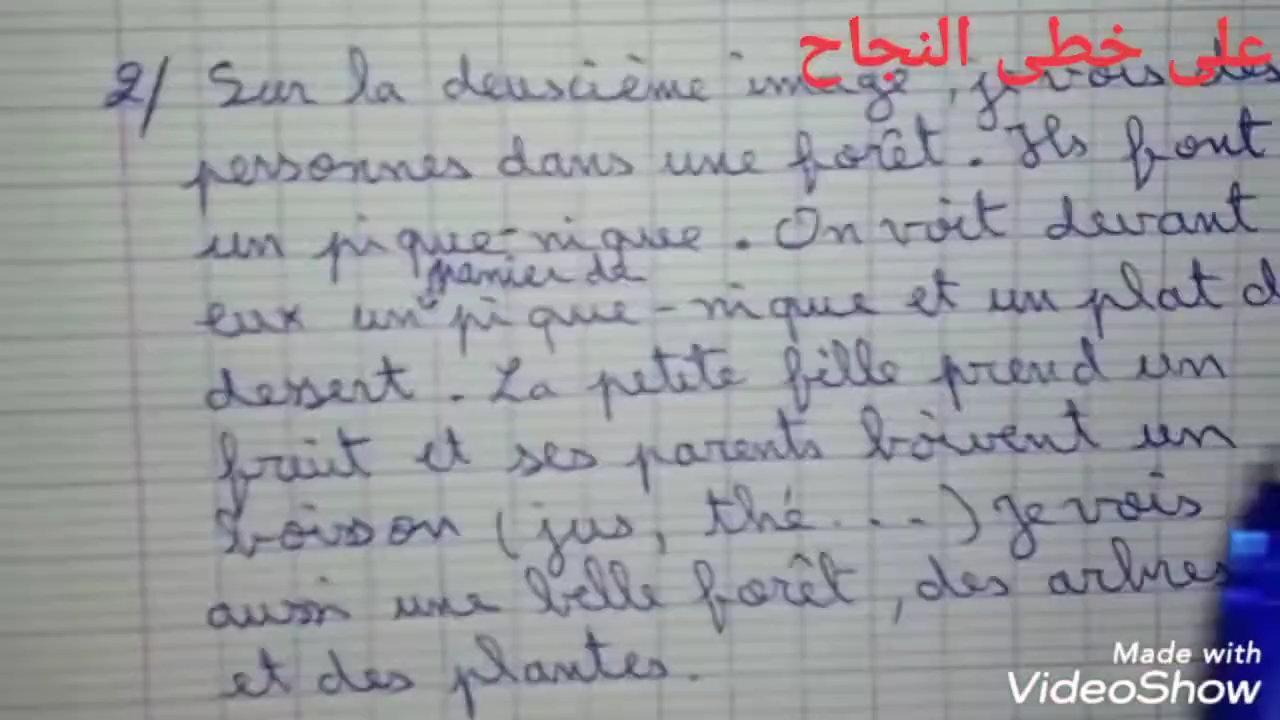 على خطى النجاح
2/ Sur la deuxième image, je vois des
personnes dans une forêt. Ils font
un pique-nique. On voit devant
panier de
eux un pique-nique et un plat d
dessert. La petite fille prend un
fruit et ses parents boivent un
boisson (jus, thé...) Je vois
aussi une belle forêt, des arbres
et des plantes.
Made with
VideoShow